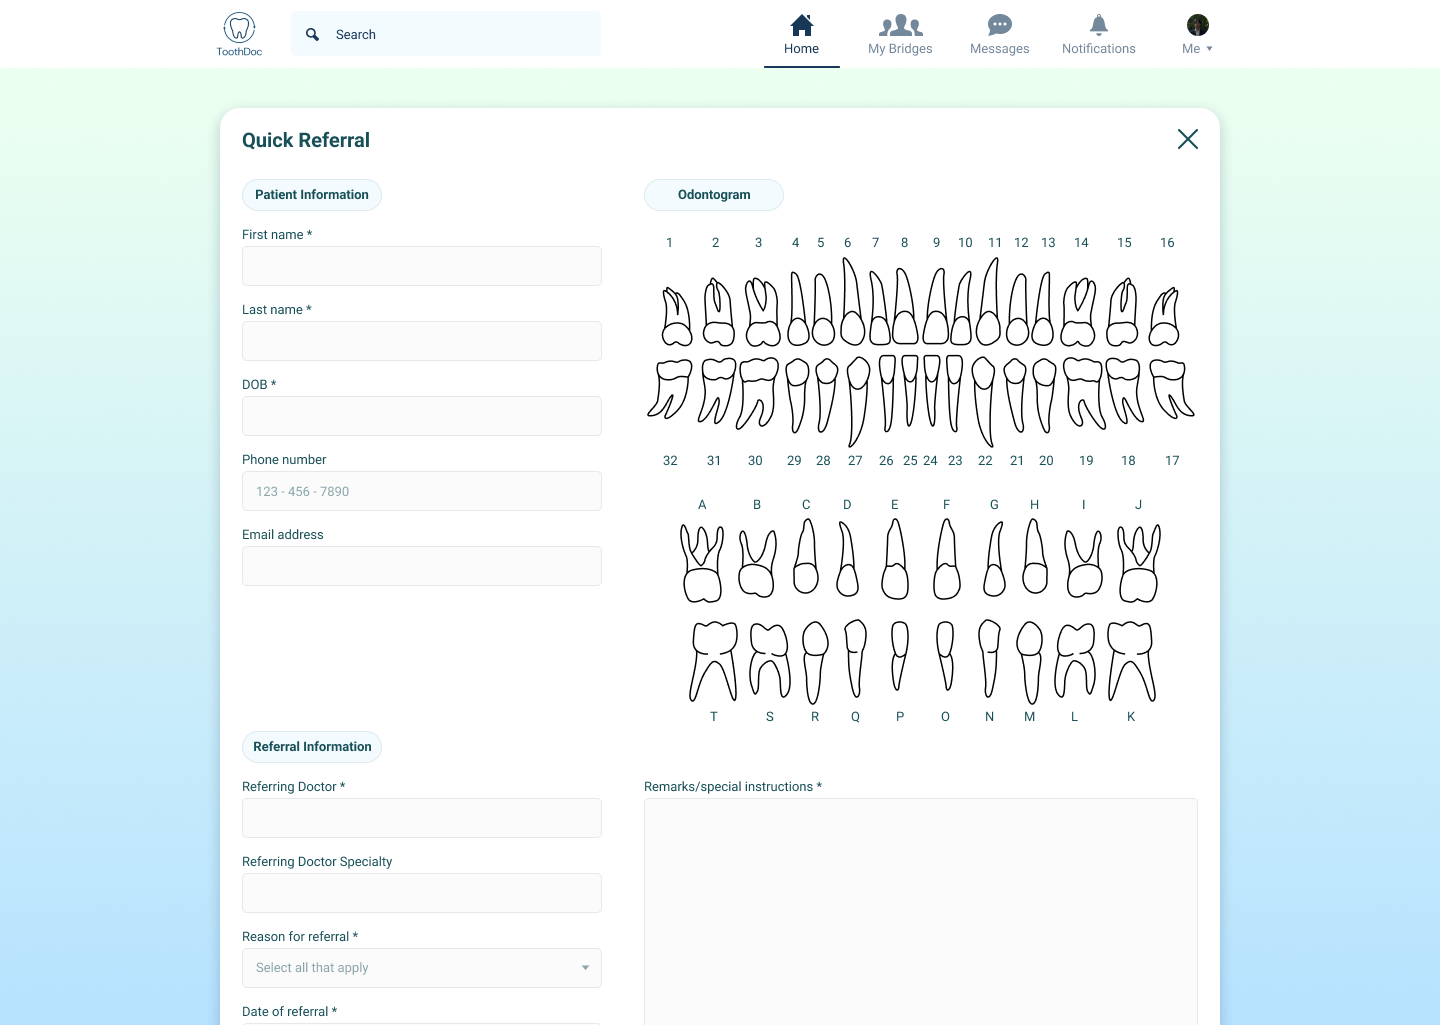 ToothDoc
Search
Home
My Bridges
Messages
Notifications
Me
Quick Referral
Patient Information
First name *
Last name *
DOB *
Phone number
123 - 456 - 7890
Email address
Odontogram
1 2 3 4 5 6 7 8 9 10 11 12 13 14 15 16
32 31 30 29 28 27 26 25 24 23 22 21 20 19 18 17
A B C D E F G H I J
T S R Q P O N M L K
Referral Information
Referring Doctor *
Referring Doctor Specialty
Reason for referral *
Select all that apply
Date of referral *
Remarks/special instructions *